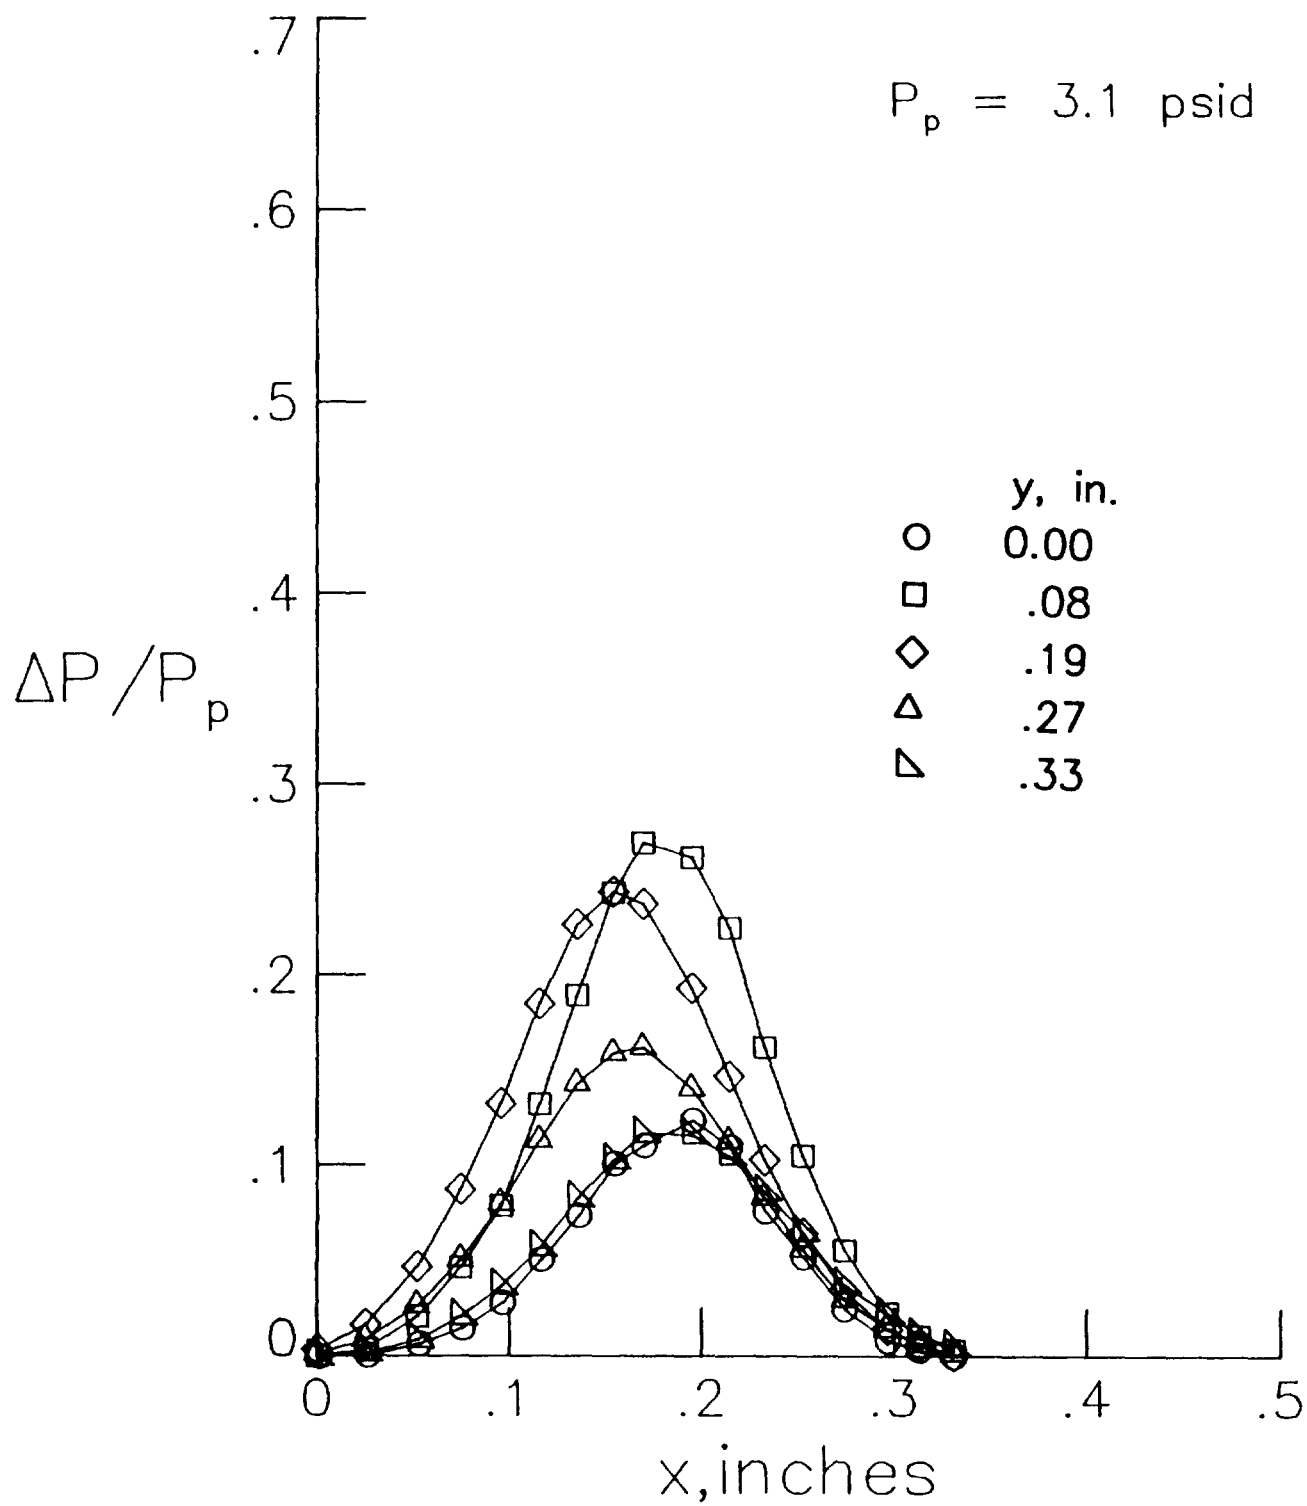 .7
P_p = 3.1 psid
.6
.5
y, in.
0.00
.08
.19
.27
.33
.4
ΔP/P_p
.3
.2
.1
0
0 .1 .2 .3 .4 .5
x,inches